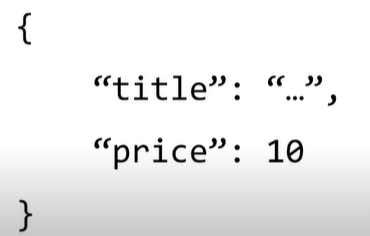 {
“title”: “…”,
“price”: 10
}